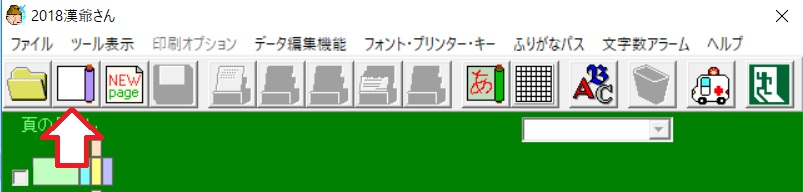 2018漢爺さん
ファイル ツール表示 印刷オプション データ編集機能 フォント・プリンター・キー ふりがなパス 文字数アラーム ヘルプ
NEW
page
あ
A B C
頁の